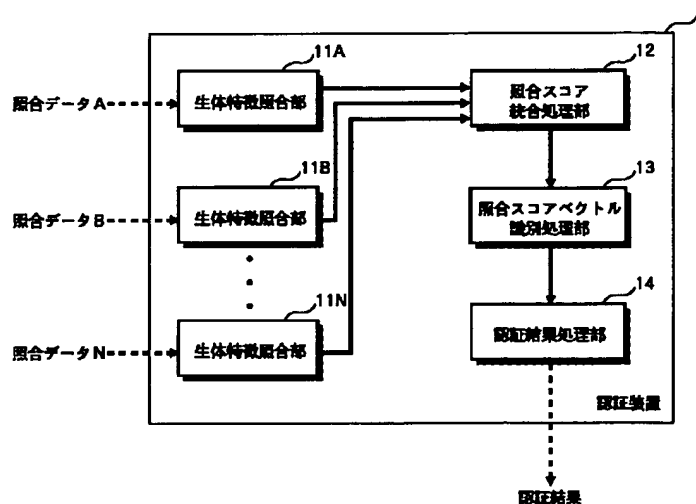 11A
照合データA
生体特徴照合部
12
照合スコア
統合処理部
11B
照合データB
生体特徴照合部
13
照合スコアベクトル
識別処理部
11N
照合データN
生体特徴照合部
14
認証結果処理部
認証装置
認証結果